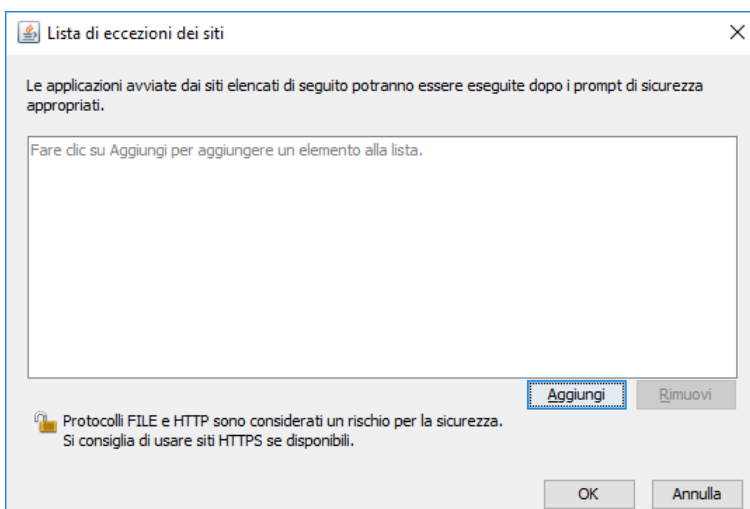 Lista di eccezioni dei siti
Le applicazioni avviate dai siti elencati di seguito potranno essere eseguite dopo i prompt di sicurezza
appropriati.
Fare clic su Aggiungi per aggiungere un elemento alla lista.
Aggiungi Rimuovi
Protocolli FILE e HTTP sono considerati un rischio per la sicurezza.
Si consiglia di usare siti HTTPS se disponibili.
OK Annulla